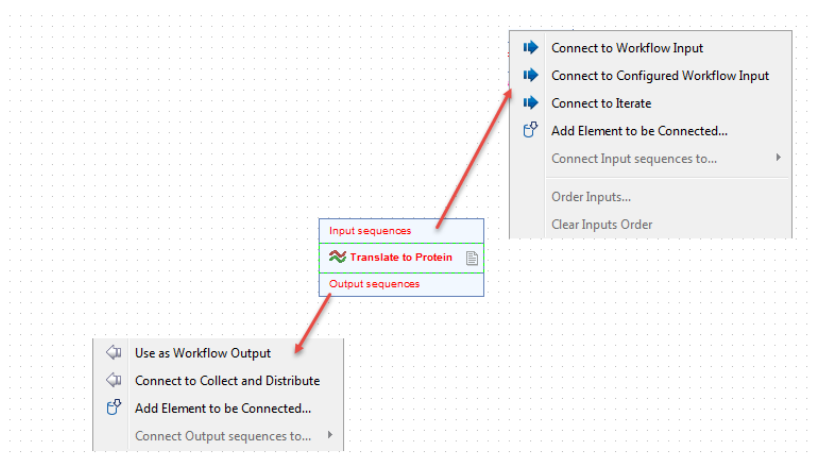 Connect to Workflow Input
Connect to Configured Workflow Input
Connect to Iterate
Add Element to be Connected...
Connect Input sequences to...
Order Inputs...
Clear Inputs Order
Input sequences
Translate to Protein
Output sequences
Use as Workflow Output
Connect to Collect and Distribute
Add Element to be Connected...
Connect Output sequences to...